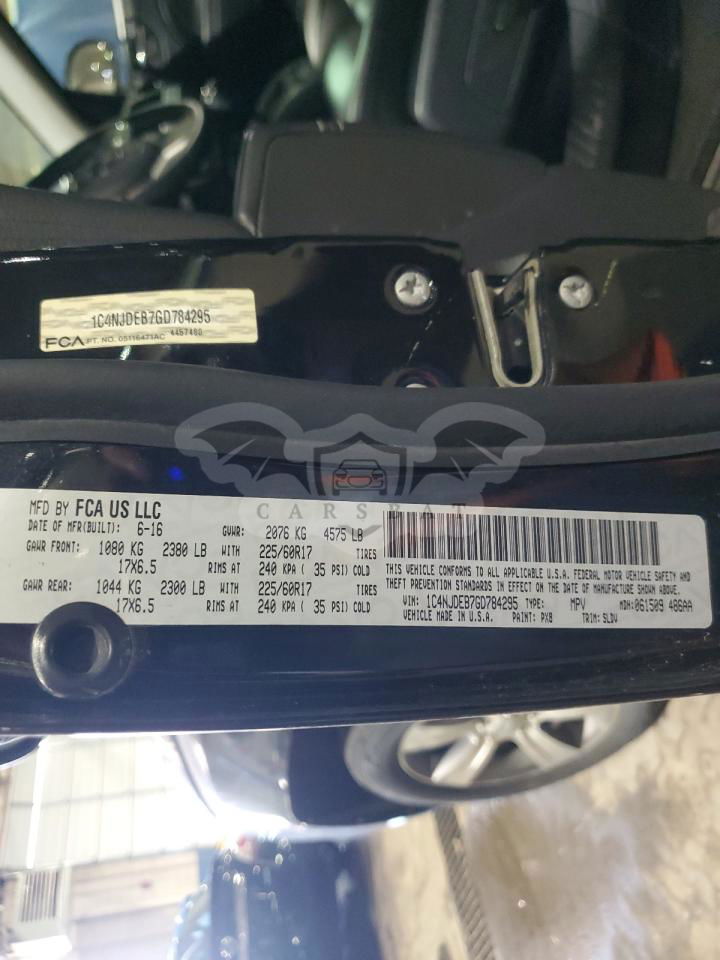 1C4NJDEB7GD784295
FCA PT. NO. 05116473AC 4457480
CARSBAT
MFD BY FCA US LLC
DATE OF MFR(BUILT): 6-16 GVWR: 2076 KG 4575 LB
GAWR FRONT: 1080 KG 2380 LB WITH 225/60R17 TIRES
17X6.5 RIMS AT 240 KPA ( 35 PSI) COLD
GAWR REAR: 1044 KG 2300 LB WITH 225/60R17 TIRES
17X6.5 RIMS AT 240 KPA ( 35 PSI) COLD
THIS VEHICLE CONFORMS TO ALL APPLICABLE U.S.A. FEDERAL MOTOR VEHICLE SAFETY AND
THEFT PREVENTION STANDARDS IN EFFECT ON THE DATE OF MANUFACTURE SHOWN ABOVE.
VIN: 1C4NJDEB7GD784295 TYPE: MPV MDH: 061509 486AA
VEHICLE MADE IN U.S.A. PAINT: PX8 TRIM: SLDV